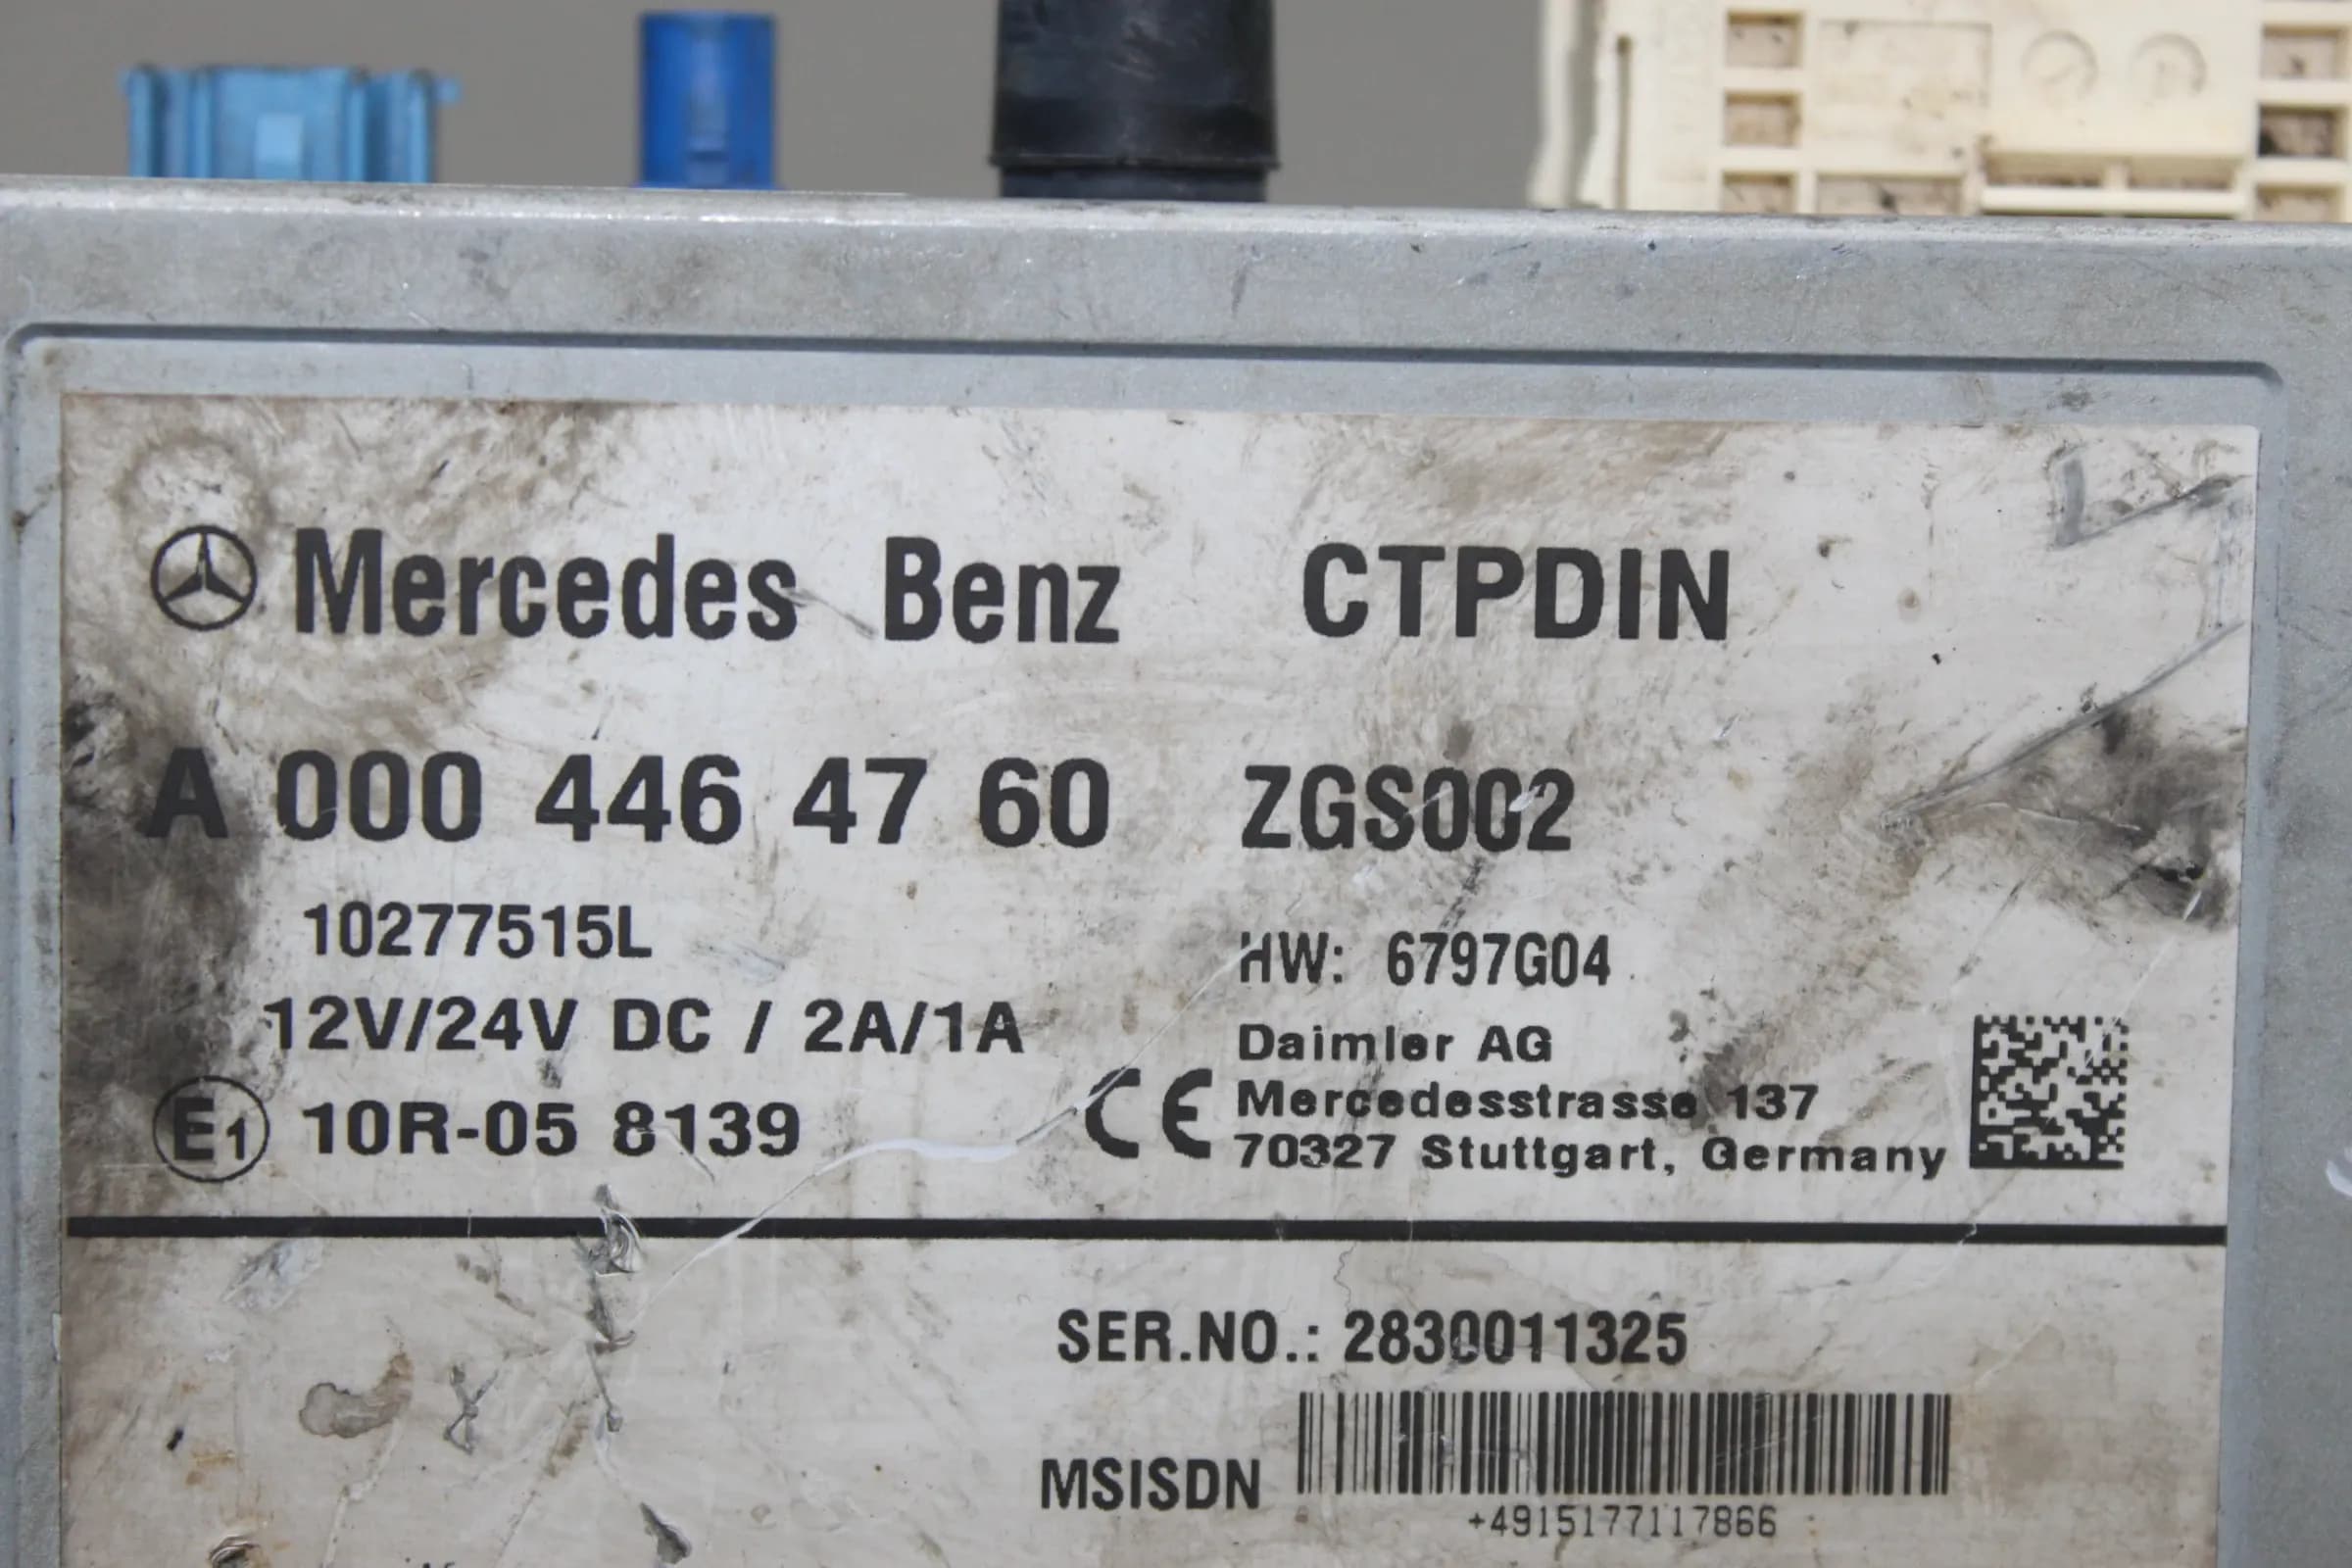 Mercedes Benz CTPDIN
A 000 446 47 60 ZGS002
10277515L
HW: 6797G04
12V/24V DC / 2A/1A
Daimler AG
E1 10R-05 8139
CE
Mercedesstrasse 137
70327 Stuttgart, Germany
SER.NO.: 2830011325
MSISDN
+4915177117866